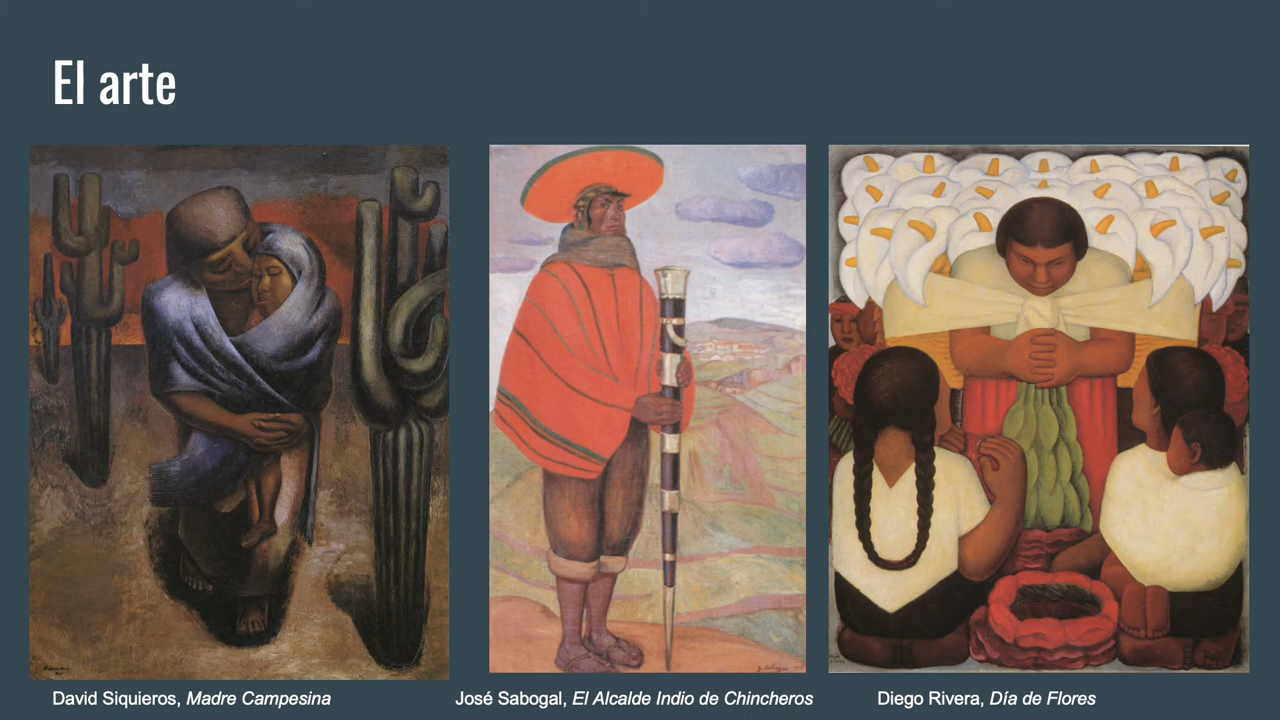 El arte
David Siquieros, Madre Campesina
José Sabogal, El Alcalde Indio de Chincheros
Diego Rivera, Día de Flores